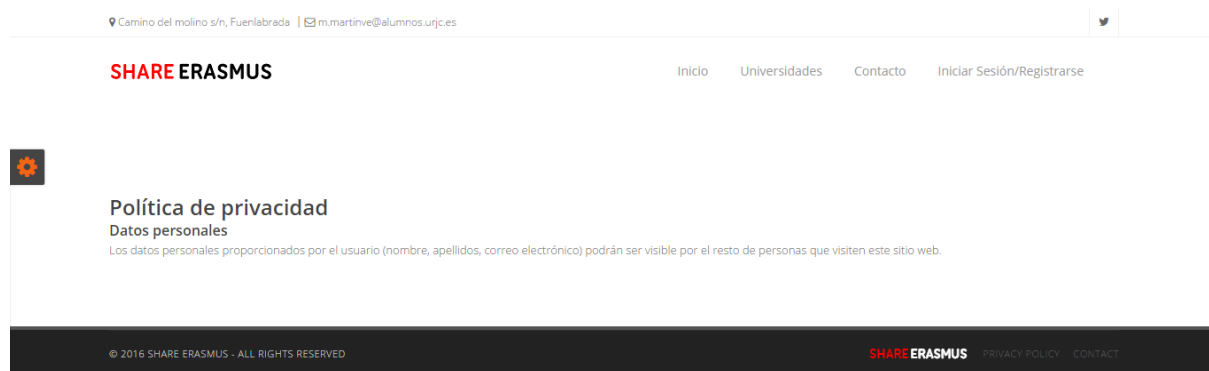 Camino del molino s/n, Fuenlabrada | m.martinve@alumnos.urjc.es
SHARE ERASMUS Inicio Universidades Contacto Iniciar Sesión/Registrarse
Política de privacidad
Datos personales
Los datos personales proporcionados por el usuario (nombre, apellidos, correo electrónico) podrán ser visible por el resto de personas que visiten este sitio web.
© 2016 SHARE ERASMUS - ALL RIGHTS RESERVED SHARE ERASMUS PRIVACY POLICY CONTACT